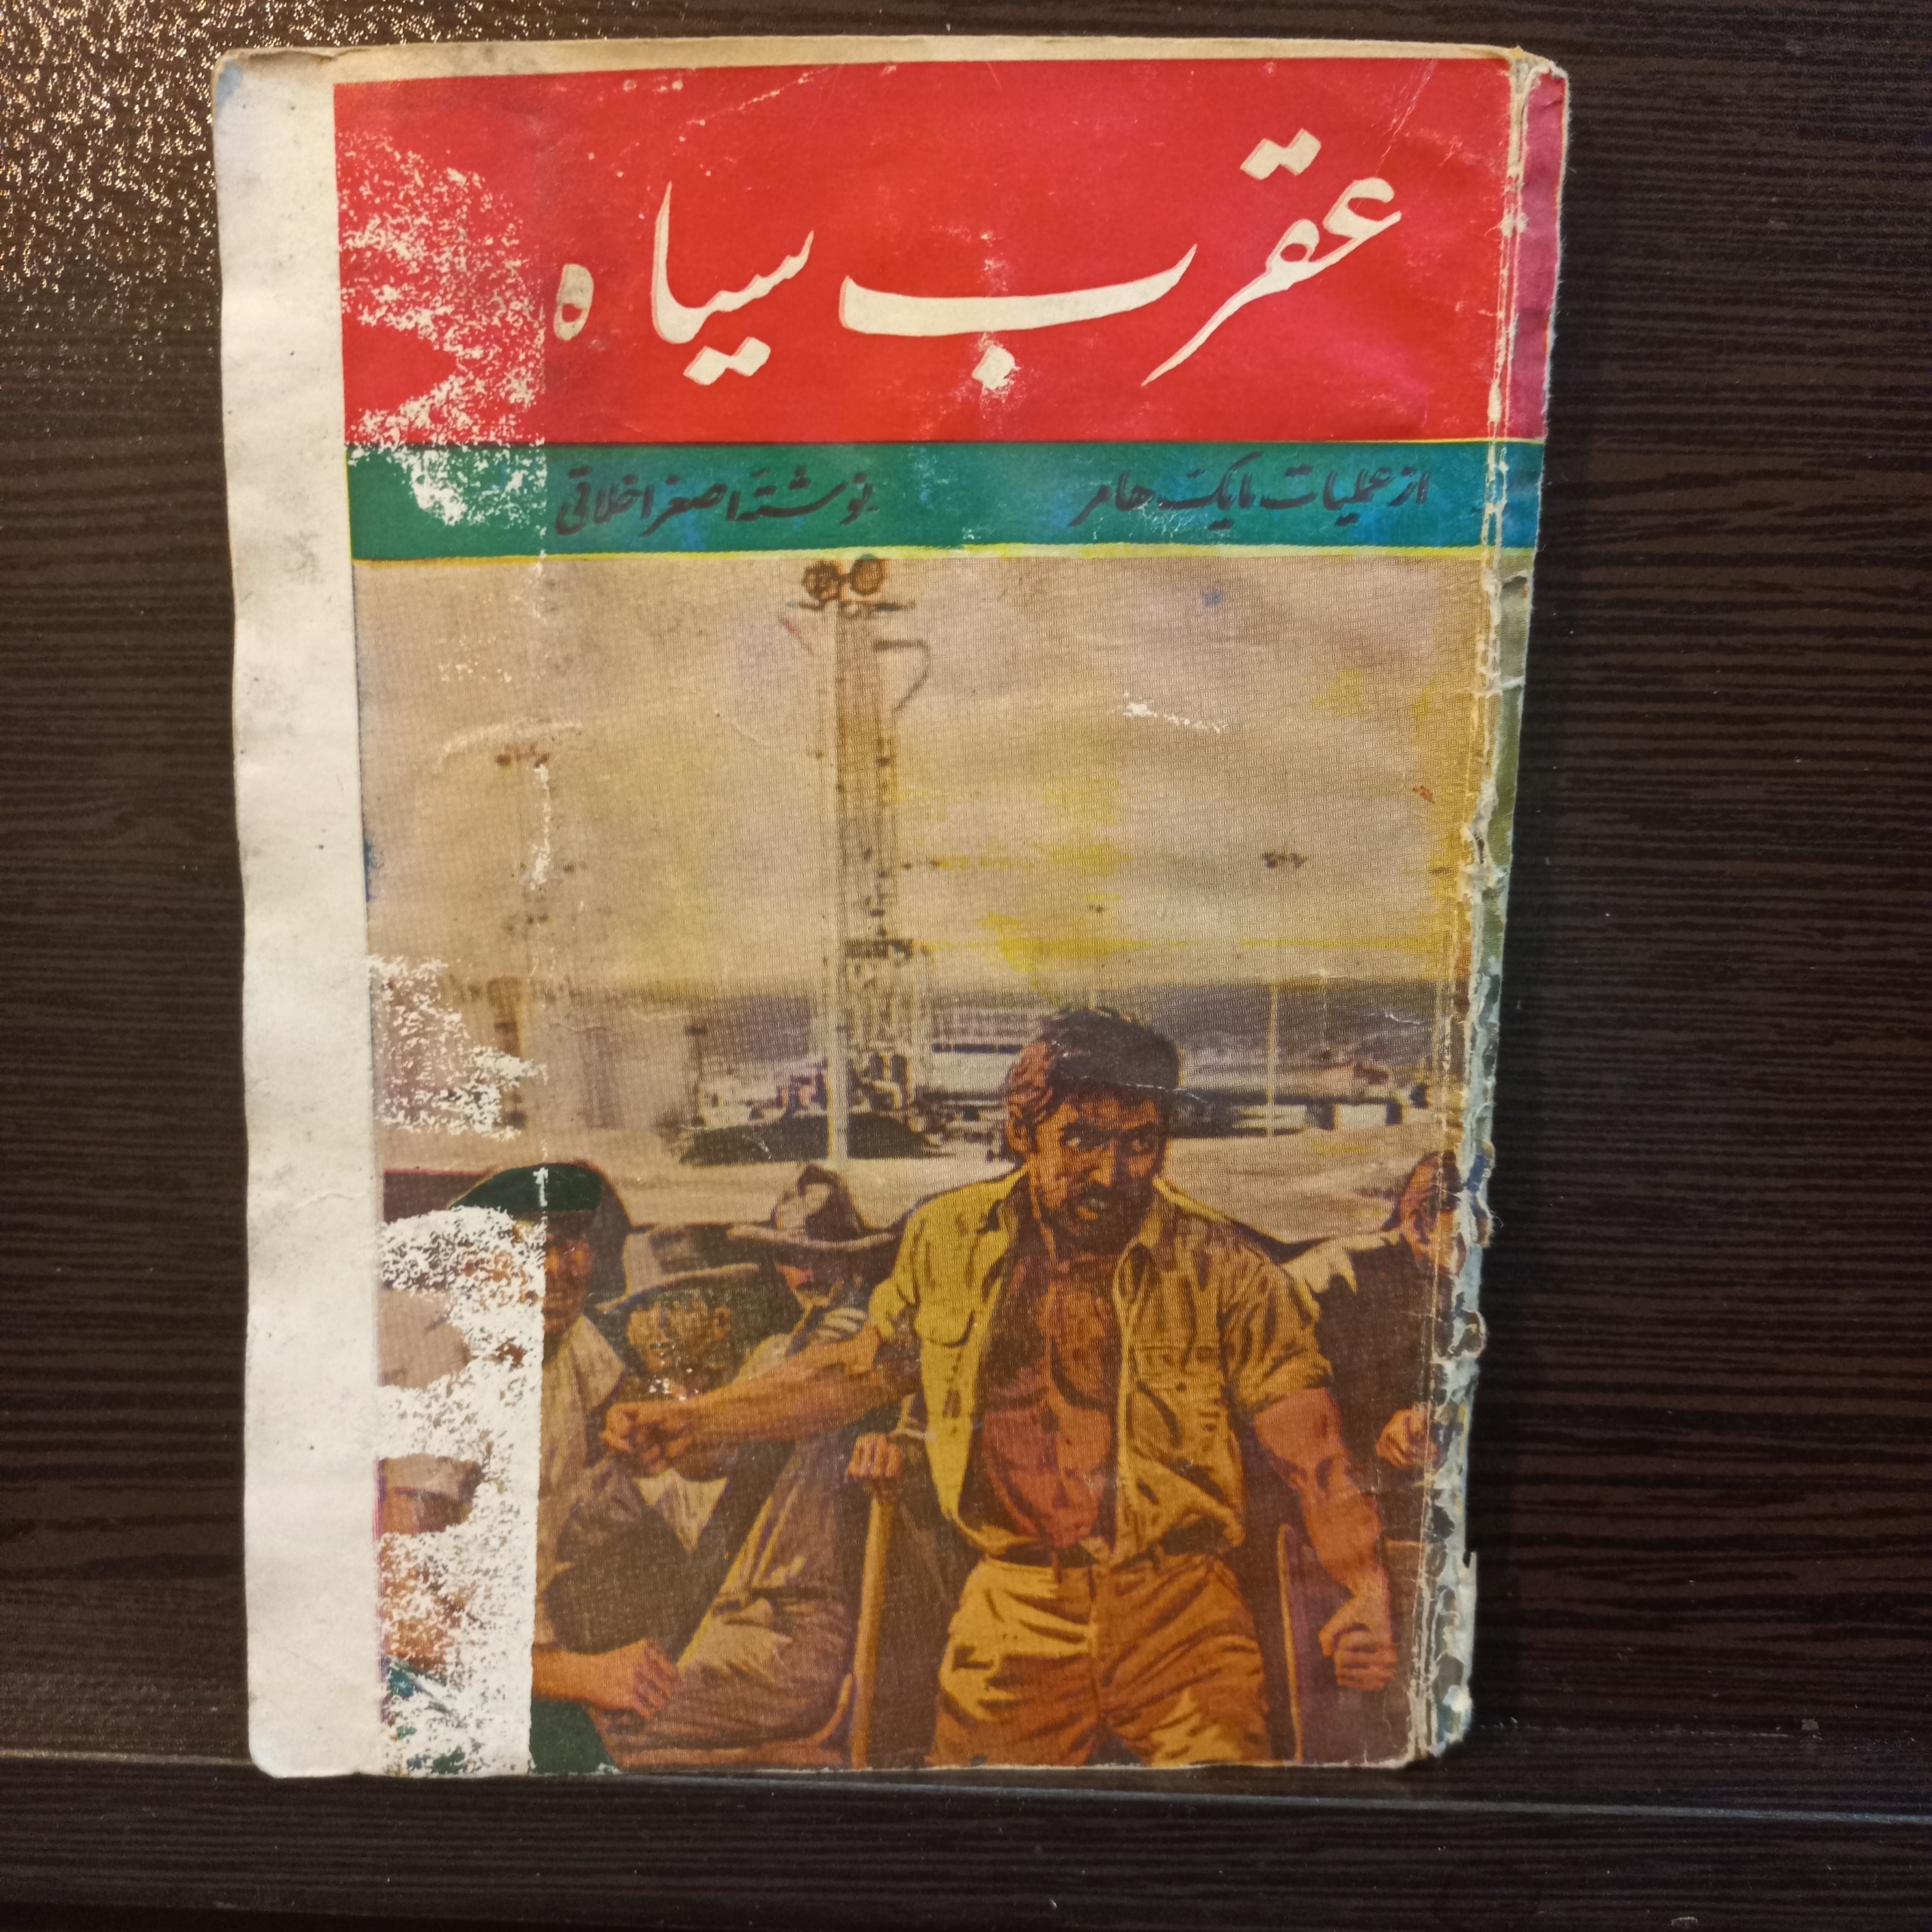 عقرب سیاه
از عملیات مایک هامر نوشتهٔ اصغر اخلاقی